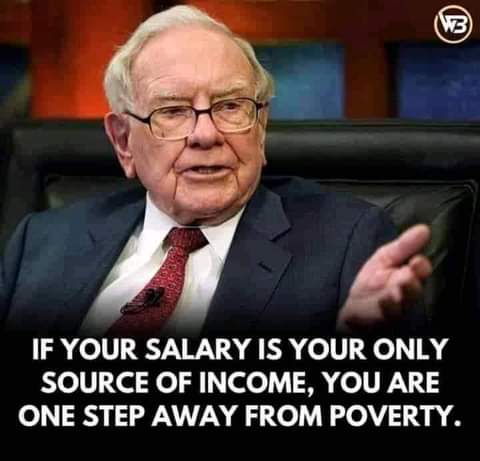 WB
IF YOUR SALARY IS YOUR ONLY
SOURCE OF INCOME, YOU ARE
ONE STEP AWAY FROM POVERTY.